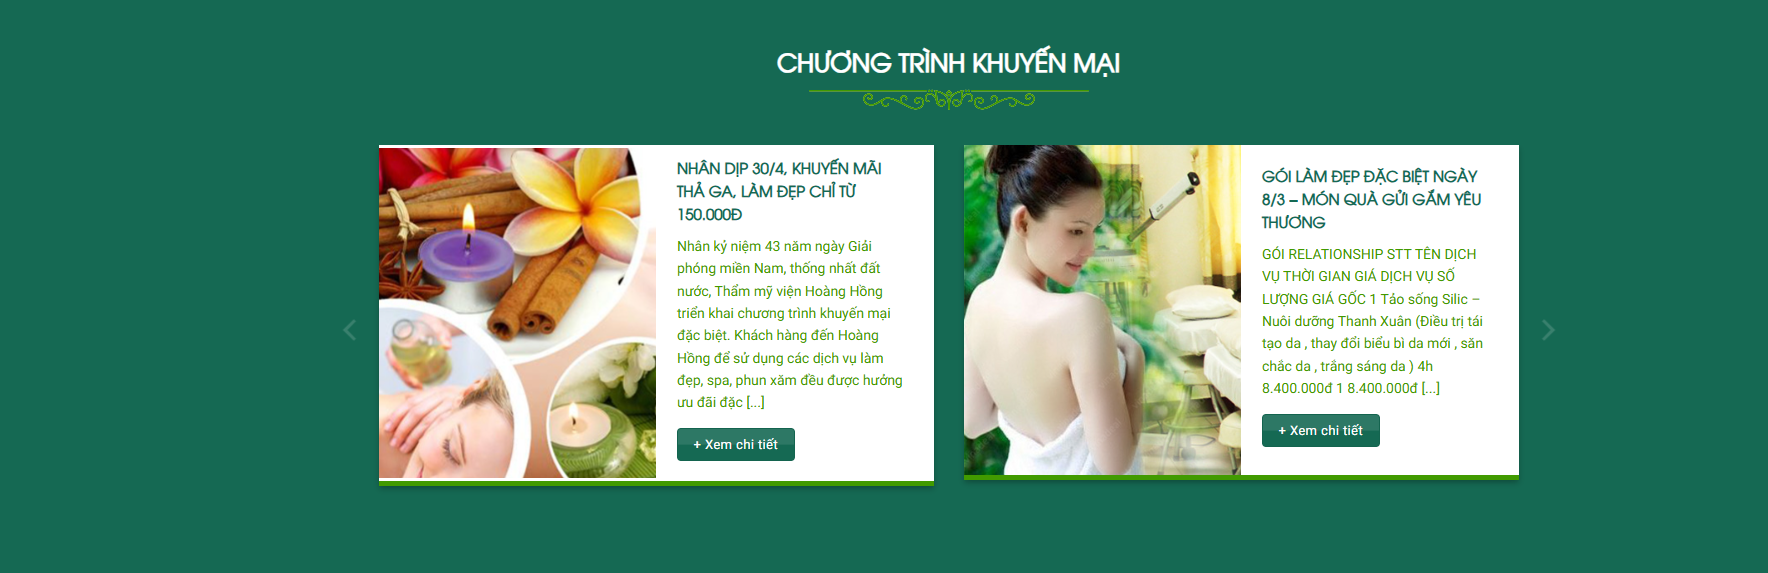 CHƯƠNG TRÌNH KHUYẾN MẠI
NHÂN DỊP 30/4, KHUYẾN MÃI
THẢ GA, LÀM ĐẸP CHỈ TỪ
150.000Đ
Nhân kỷ niệm 43 năm ngày Giải
phóng miền Nam, thống nhất đất
nước, Thẩm mỹ viện Hoàng Hồng
triển khai chương trình khuyến mại
đặc biệt. Khách hàng đến Hoàng
Hồng để sử dụng các dịch vụ làm
đẹp, spa, phun xăm đều được hưởng
ưu đãi đặc [...]
+ Xem chi tiết
GÓI LÀM ĐẸP ĐẶC BIỆT NGÀY
8/3 – MÓN QUÀ GỬI GẮM YÊU
THƯƠNG
GÓI RELATIONSHIP STT TÊN DỊCH
VỤ THỜI GIAN GIÁ DỊCH VỤ SỐ
LƯỢNG GIÁ GỐC 1 Tảo sống Silic –
Nuôi dưỡng Thanh Xuân (Điều trị tái
tạo da , thay đổi biểu bì da mới , săn
chắc da , trắng sáng da ) 4h
8.400.000đ 1 8.400.000đ [...]
+ Xem chi tiết